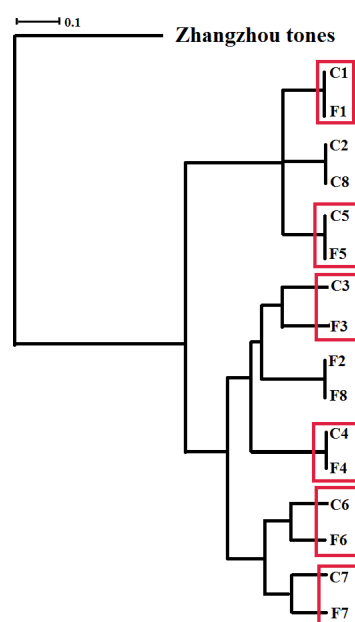 0.1
Zhangzhou tones
C1
F1
C2
C8
C5
F5
C3
F3
F2
F8
C4
F4
C6
F6
C7
F7